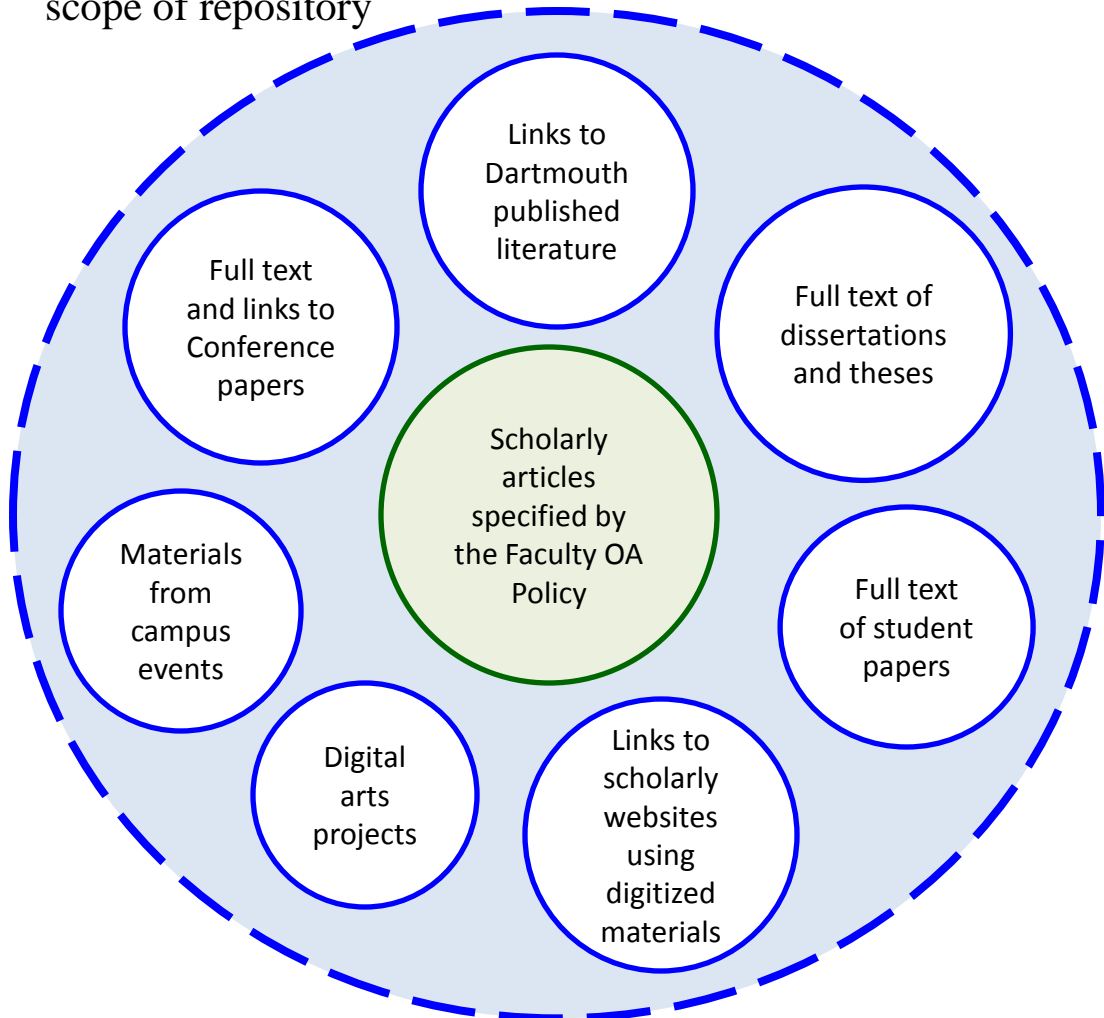 scope of repository
Links to
Dartmouth
published
literature
Full text
and links to
Conference
papers
Full text of
dissertations
and theses
Scholarly
articles
specified by
the Faculty OA
Policy
Materials
from
campus
events
Full text
of student
papers
Digital
arts
projects
Links to
scholarly
websites
using
digitized
materials